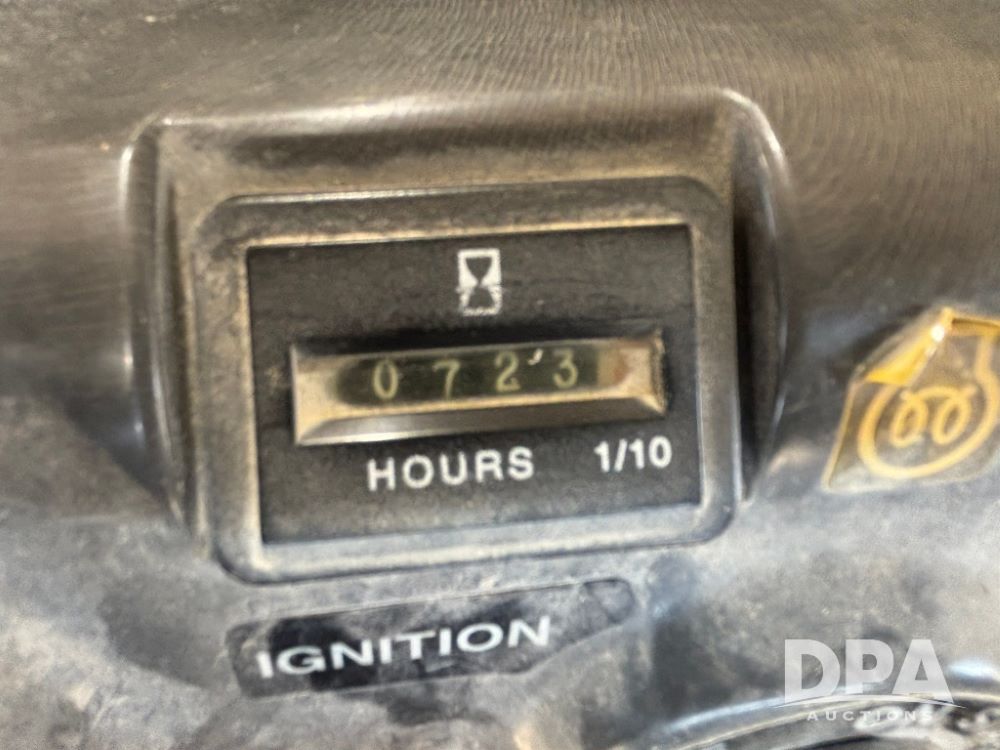 0723
HOURS 1/10
IGNITION
DPA
AUCTIONS